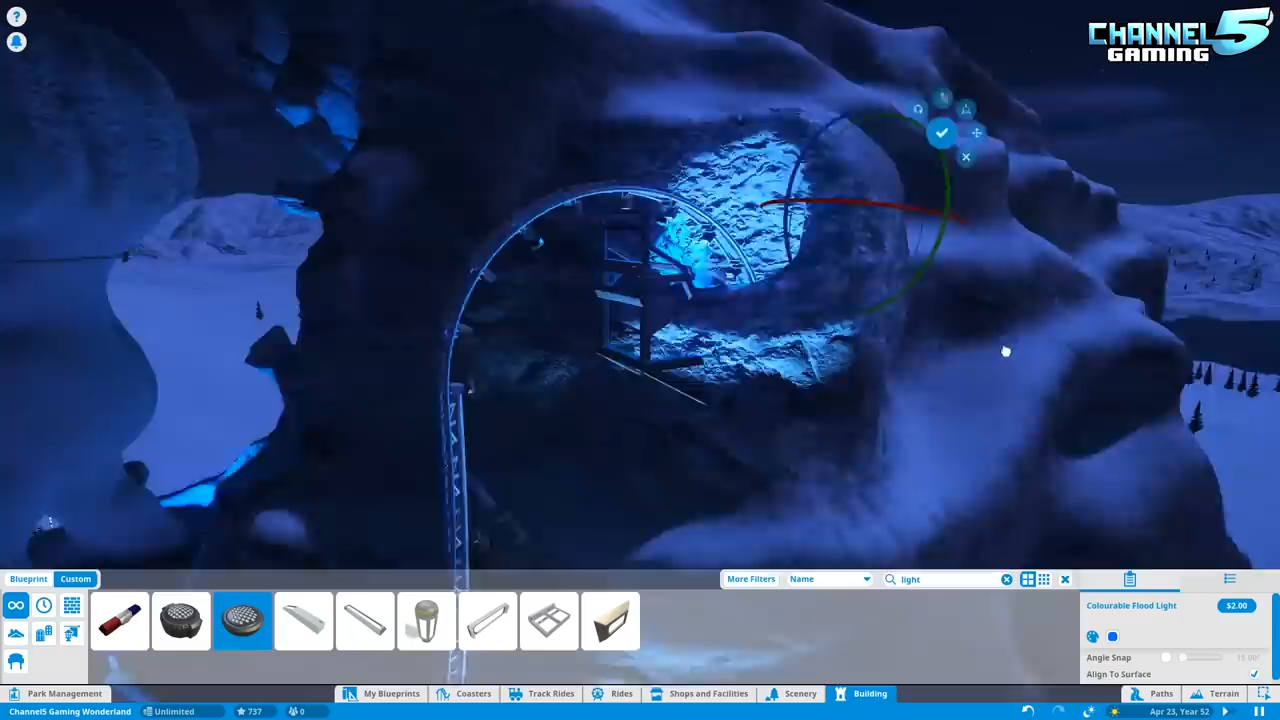 ?
CHANNEL5
GAMING
Blueprint
Custom
More Filters
Name
light
Colourable Flood Light
$2.00
Angle Snap
15.00°
Align To Surface
Park Management
My Blueprints
Coasters
Track Rides
Rides
Shops and Facilities
Scenery
Building
Paths
Terrain
Channel5 Gaming Wonderland
Unlimited
737
0
Apr 23, Year 52